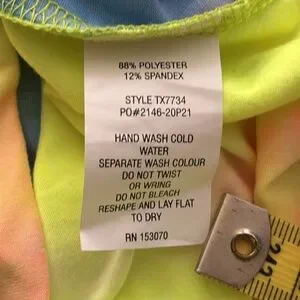 88% POLYESTER
12% SPANDEX
STYLE TX7734
PO#2146-20P21
HAND WASH COLD
WATER
SEPARATE WASH COLOUR
DO NOT TWIST
OR WRING
DO NOT BLEACH
RESHAPE AND LAY FLAT
TO DRY
RN 153070